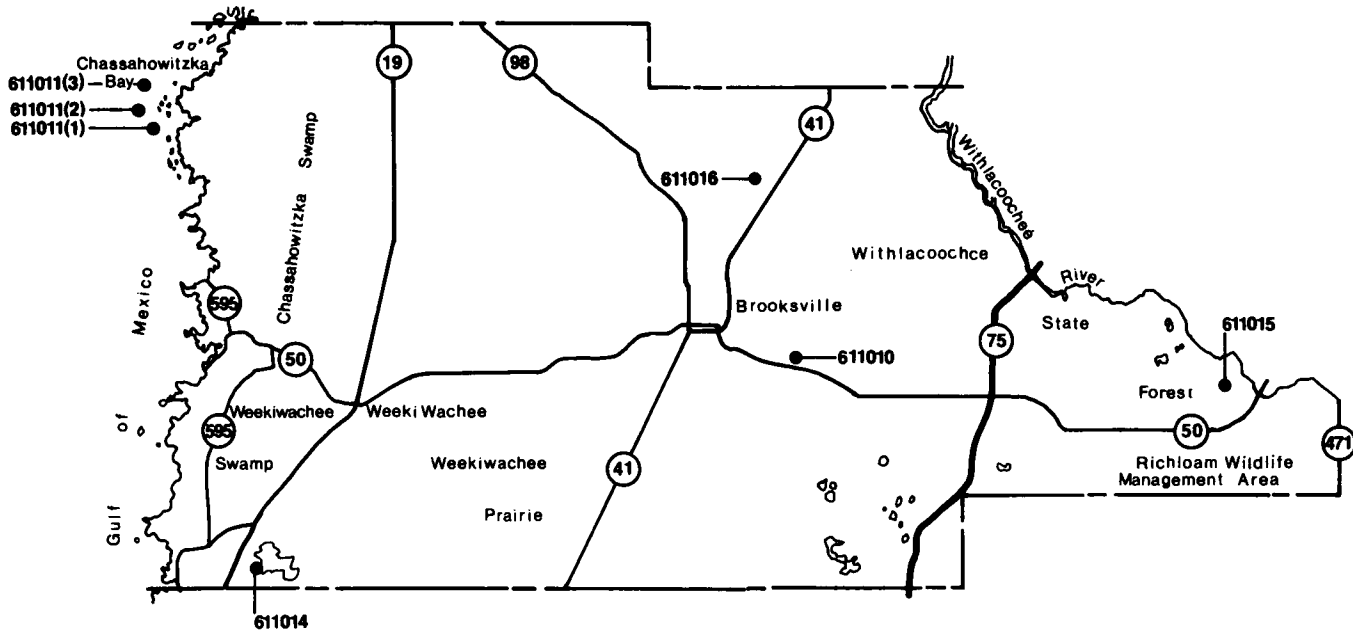 Chassahowitzka
Bay
611011(3)
611011(2)
611011(1)
19
98
41
Chassahowitzka Swamp
611016
Withlacoocheé
Withlacoochce
River
State
Forest
Mexico
of
Gulf
595
50
Brooksville
611010
75
611015
Weekiwachee
Swamp
595
Weeki Wachee
Weekiwachee
Prairie
41
50
471
Richloam Wildlife
Management Area
611014